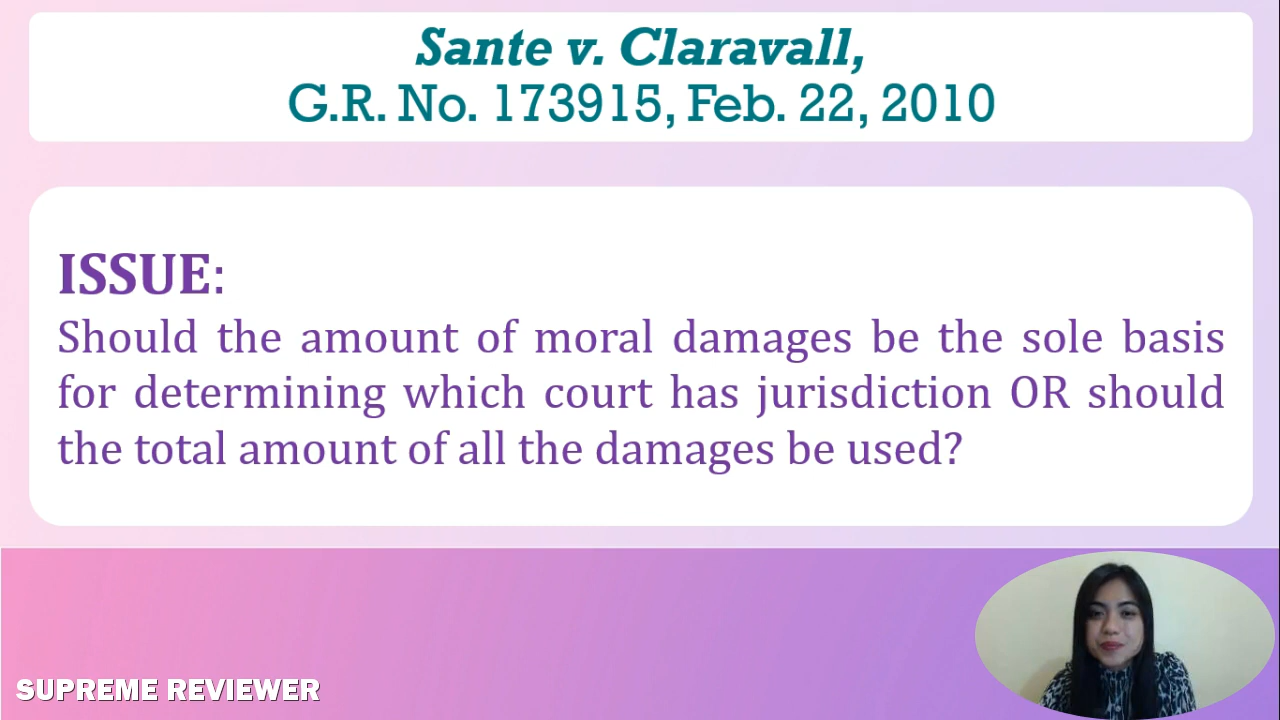 Sante v. Claravall,
G.R. No. 173915, Feb. 22, 2010
ISSUE:
Should the amount of moral damages be the sole basis
for determining which court has jurisdiction OR should
the total amount of all the damages be used?
SUPREME REVIEWER